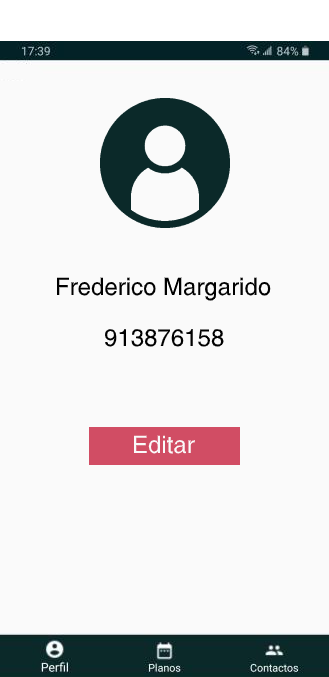 17:39 84%
Frederico Margarido
913876158
Editar
Perfil Planos Contactos